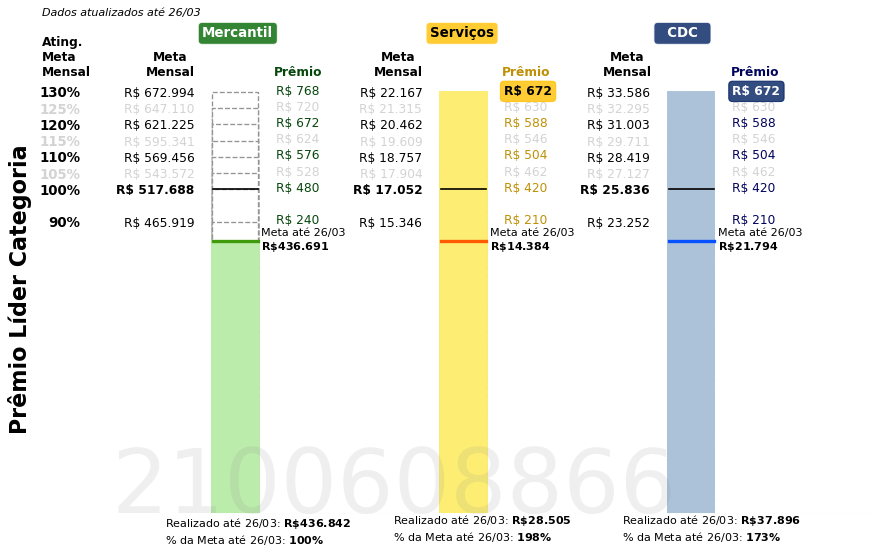 Dados atualizados até 26/03
Mercantil Serviços CDC
Ating.
Meta Meta Meta Meta
Mensal Mensal Prêmio Mensal Prêmio Mensal Prêmio
130% R$ 672.994 R$ 768 R$ 22.167 R$ 672 R$ 33.586 R$ 672
125% R$ 647.110 R$ 720 R$ 21.315 R$ 630 R$ 32.295 R$ 630
120% R$ 621.225 R$ 672 R$ 20.462 R$ 588 R$ 31.003 R$ 588
115% R$ 595.341 R$ 624 R$ 19.609 R$ 546 R$ 29.711 R$ 546
110% R$ 569.456 R$ 576 R$ 18.757 R$ 504 R$ 28.419 R$ 504
105% R$ 543.572 R$ 528 R$ 17.904 R$ 462 R$ 27.127 R$ 462
100% R$ 517.688 R$ 480 R$ 17.052 R$ 420 R$ 25.836 R$ 420
90% R$ 465.919 R$ 240 R$ 15.346 R$ 210 R$ 23.252 R$ 210
Meta até 26/03 Meta até 26/03 Meta até 26/03
R$436.691 R$14.384 R$21.794
Prêmio Líder Categoria
2100608866
Realizado até 26/03: R$436.842 Realizado até 26/03: R$28.505 Realizado até 26/03: R$37.896
% da Meta até 26/03: 100% % da Meta até 26/03: 198% % da Meta até 26/03: 173%